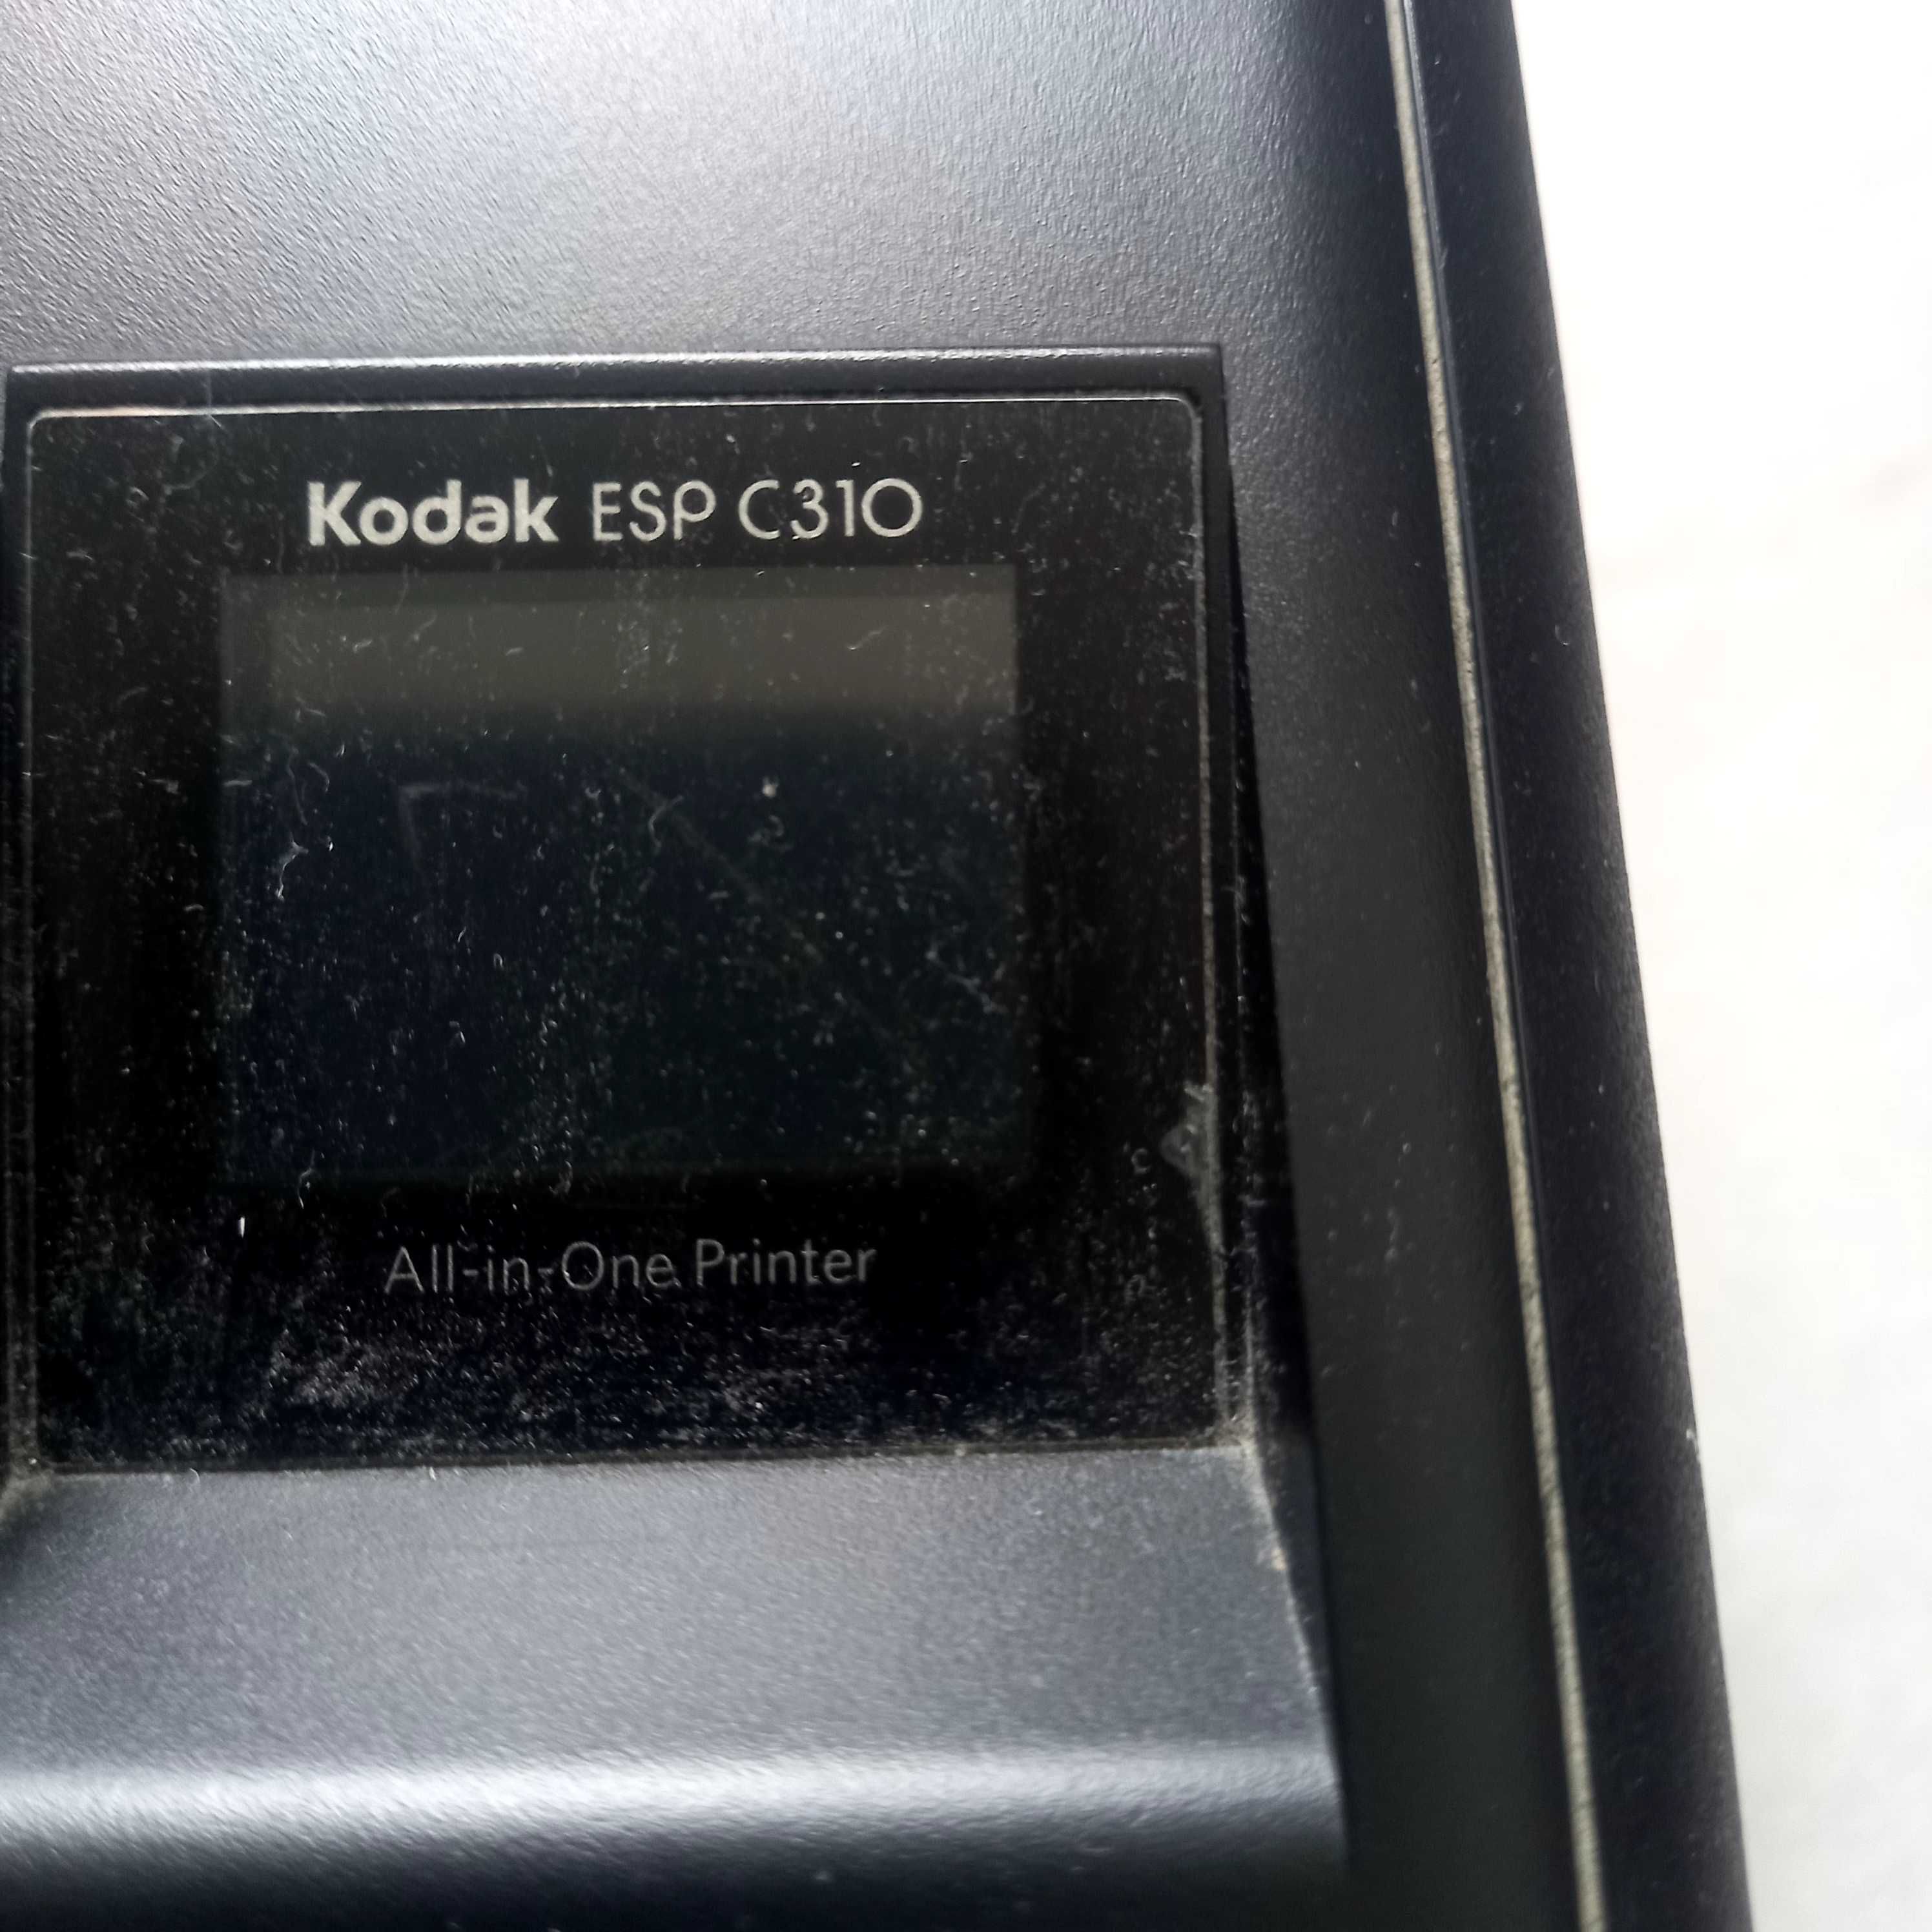 Kodak ESP C310
All-in-One Printer